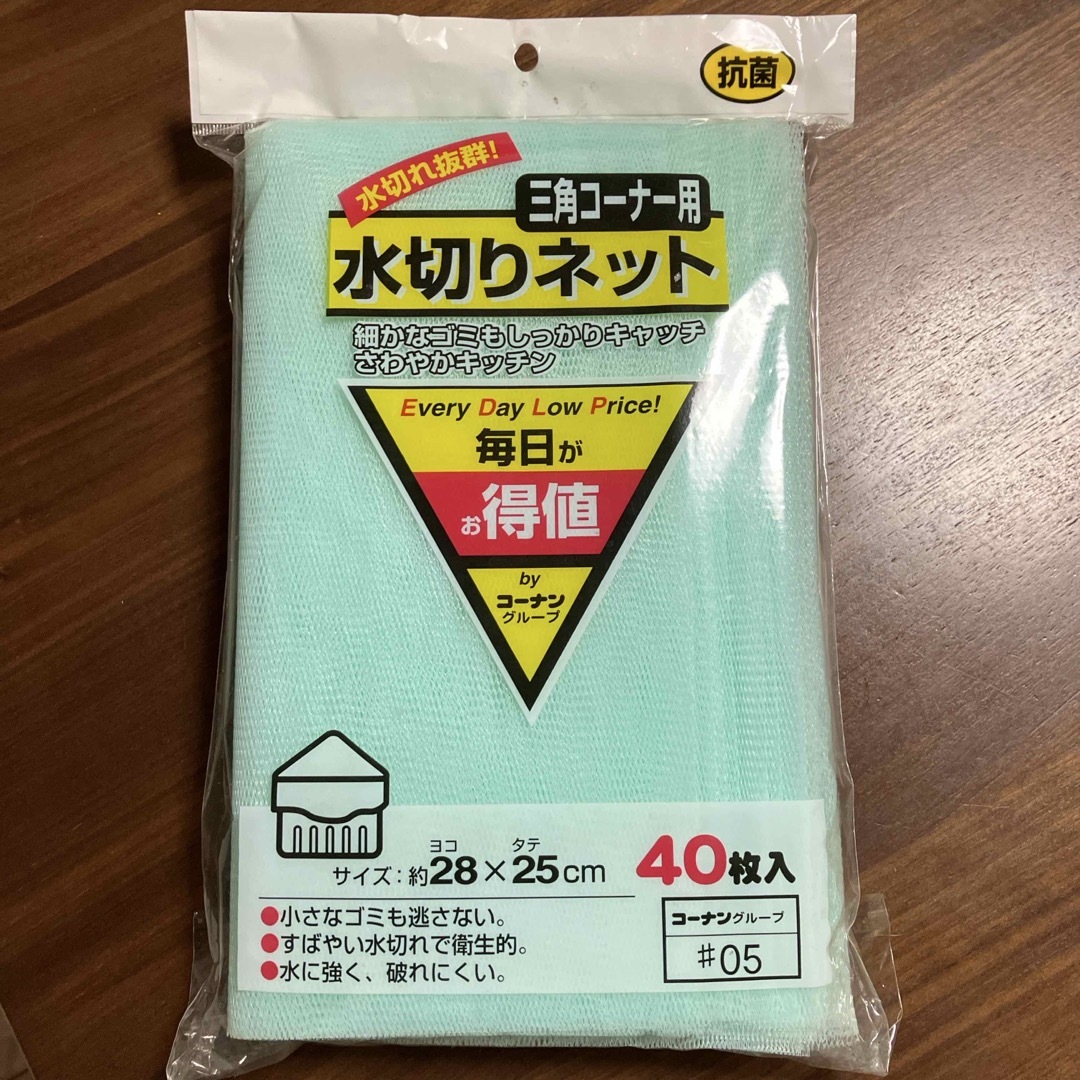 抗菌
水切れ抜群!
三角コーナー用
水切りネット
細かなゴミもしっかりキャッチ
さわやかキッチン
Every Day Low Price!
毎日が
お得値
by
コーナン
グループ
ヨコ タテ
サイズ:約28×25cm
40枚入
●小さなゴミも逃さない。
●すばやい水切れで衛生的。
●水に強く、破れにくい。
コーナングループ
#05